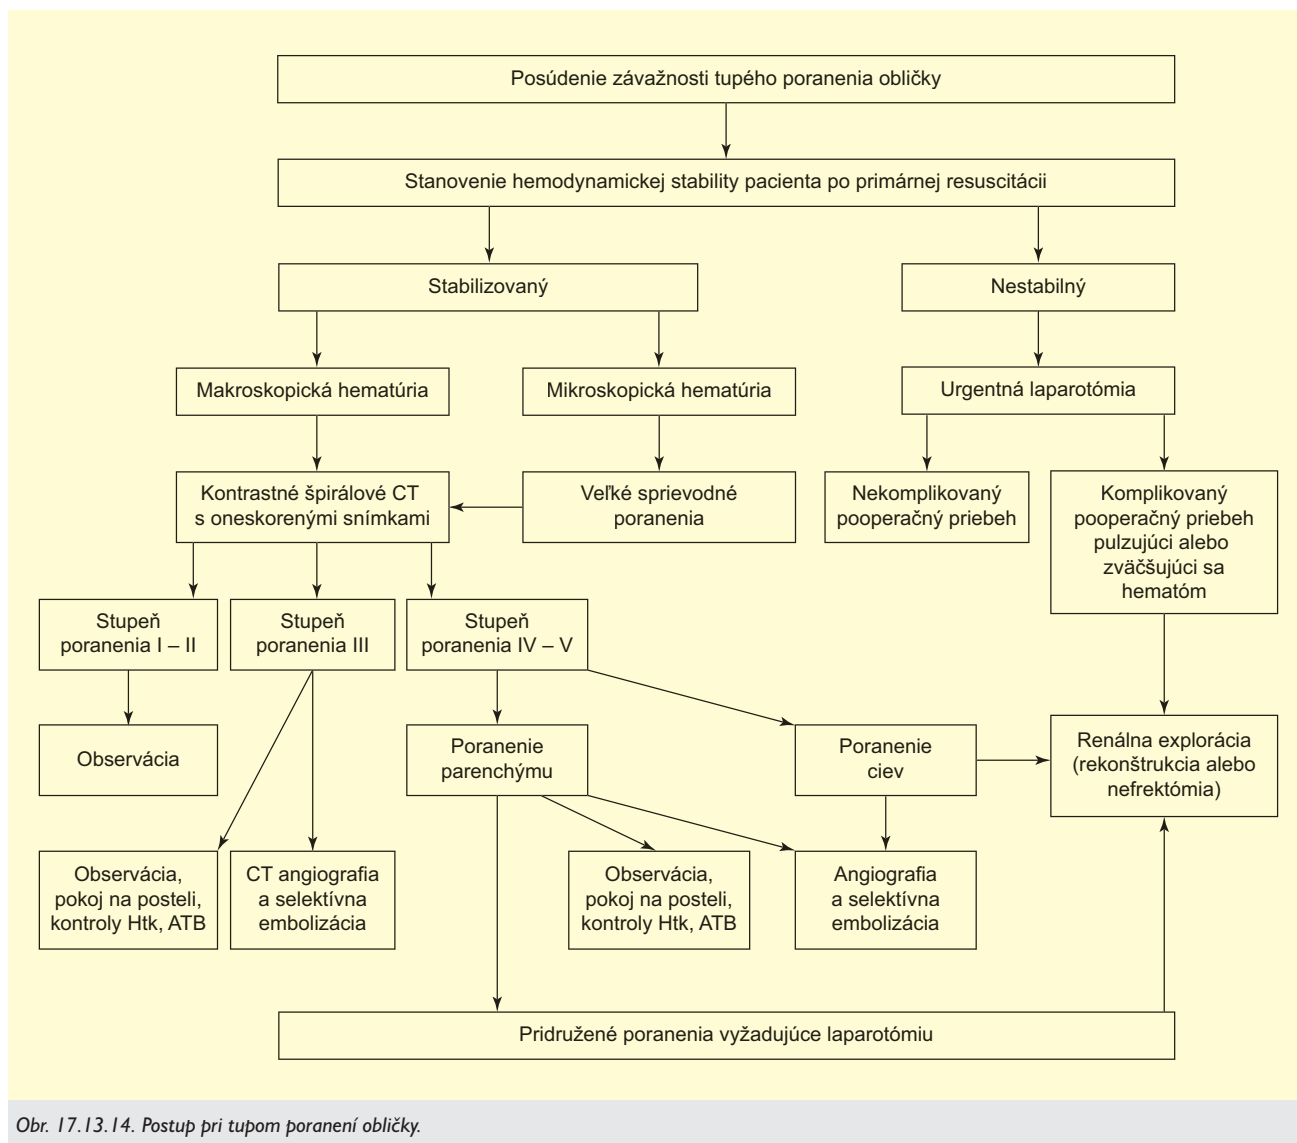 Posúdenie závažnosti tupého poranenia obličky
Stanovenie hemodynamickej stability pacienta po primárnej resuscitácii
Stabilizovaný
Nestabilný
Makroskopická hematúria
Mikroskopická hematúria
Urgentná laparotómia
Kontrastné špirálové CT
s oneskorenými snímkami
Veľké sprievodné
poranenia
Nekomplikovaný
pooperačný priebeh
Komplikovaný
pooperačný priebeh
pulzujúci alebo
zväčšujúci sa
hematóm
Stupeň
poranenia I – II
Stupeň
poranenia III
Stupeň
poranenia IV – V
Observácia
Poranenie
parenchýmu
Poranenie
ciev
Renálna explorácia
(rekonštrukcia alebo
nefrektómia)
Observácia,
pokoj na posteli,
kontroly Htk, ATB
CT angiografia
a selektívna
embolizácia
Observácia,
pokoj na posteli,
kontroly Htk, ATB
Angiografia
a selektívna
embolizácia
Pridružené poranenia vyžadujúce laparotómiu
Obr. 17.13.14. Postup pri tupom poranení obličky.